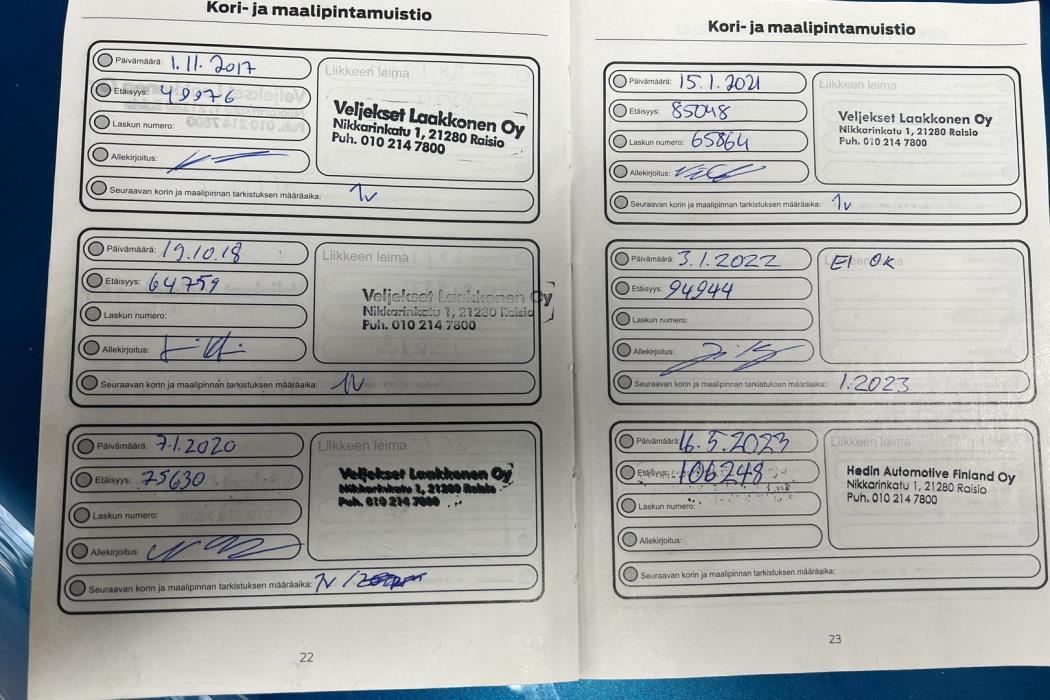 Kori- ja maalipintamuistio
Päivämäärä: 1.11.2017
Liikkeen leima
Etäisyys: 49976
Veljekset Laakkonen Oy
Nikkarinkatu 1, 21280 Raisio
Puh. 010 214 7800
Laskun numero:
Allekirjoitus:
Seuraavan korin ja maalipinnan tarkistuksen määräaika: 1v
Päivämäärä: 19.10.18
Liikkeen leima
Etäisyys: 64759
Veljekset Laakkonen Oy
Nikkarinkatu 1, 21280 Raisio
Puh. 010 214 7800
Laskun numero:
Allekirjoitus:
Seuraavan korin ja maalipinnan tarkistuksen määräaika: 1v
Päivämäärä: 7.1.2020
Liikkeen leima
Etäisyys: 75630
Veljekset Laakkonen Oy
Nikkarinkatu 1, 21280 Raisio
Puh. 010 214 7800
Laskun numero:
Allekirjoitus:
Seuraavan korin ja maalipinnan tarkistuksen määräaika: 1v
22
Kori- ja maalipintamuistio
Päivämäärä: 15.1.2021
Liikkeen leima
Etäisyys: 85048
Veljekset Laakkonen Oy
Nikkarinkatu 1, 21280 Raisio
Puh. 010 214 7800
Laskun numero: 65864
Allekirjoitus:
Seuraavan korin ja maalipinnan tarkistuksen määräaika: 1v
Päivämäärä: 3.1.2022
EI OK
Etäisyys: 94944
Laskun numero:
Allekirjoitus:
Seuraavan korin ja maalipinnan tarkistuksen määräaika: 1.2023
Päivämäärä: 16.5.2023
Liikkeen leima
Etäisyys: 106248
Hedin Automotive Finland Oy
Nikkarinkatu 1, 21280 Raisio
Puh. 010 214 7800
Laskun numero:
Allekirjoitus:
Seuraavan korin ja maalipinnan tarkistuksen määräaika:
23